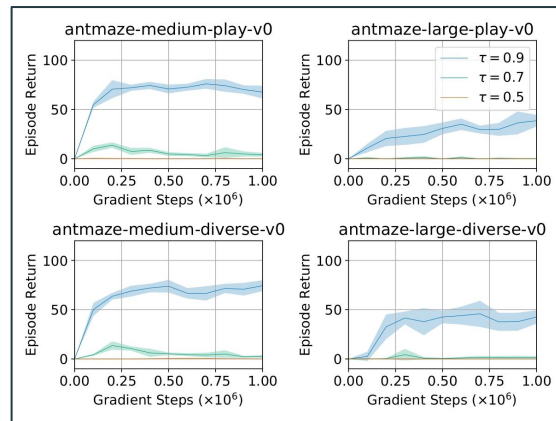 antmaze-medium-play-v0
100
50
0
Episode Return
0.00 0.25 0.50 0.75 1.00
Gradient Steps (×10⁶)
antmaze-large-play-v0
τ = 0.9
τ = 0.7
τ = 0.5
100
50
0
Episode Return
0.00 0.25 0.50 0.75 1.00
Gradient Steps (×10⁶)
antmaze-medium-diverse-v0
100
50
0
Episode Return
0.00 0.25 0.50 0.75 1.00
Gradient Steps (×10⁶)
antmaze-large-diverse-v0
100
50
0
Episode Return
0.00 0.25 0.50 0.75 1.00
Gradient Steps (×10⁶)